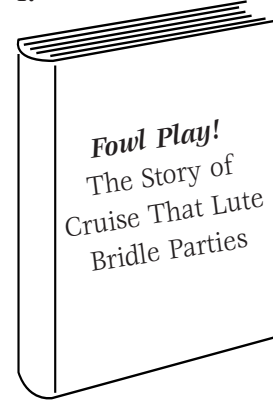 Fowl Play!
The Story of
Cruise That Lute
Bridle Parties